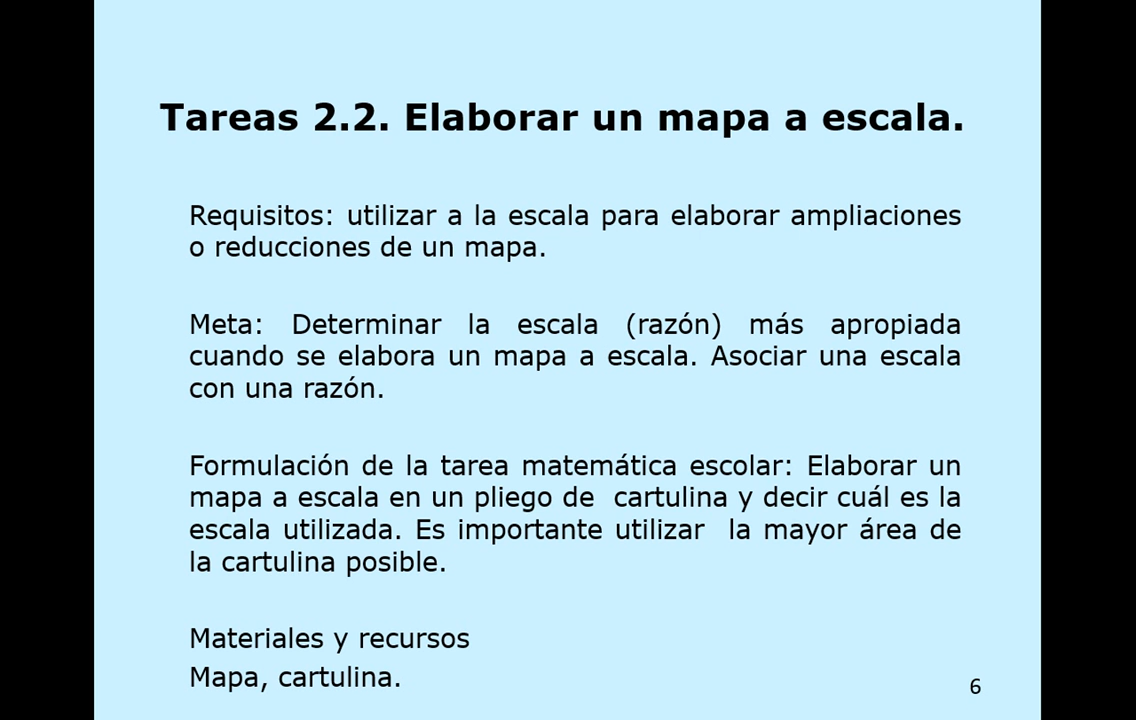 Tareas 2.2. Elaborar un mapa a escala.
Requisitos: utilizar a la escala para elaborar ampliaciones
o reducciones de un mapa.
Meta: Determinar la escala (razón) más apropiada
cuando se elabora un mapa a escala. Asociar una escala
con una razón.
Formulación de la tarea matemática escolar: Elaborar un
mapa a escala en un pliego de  cartulina y decir cuál es la
escala utilizada. Es importante utilizar  la mayor área de
la cartulina posible.
Materiales y recursos
Mapa, cartulina.
6